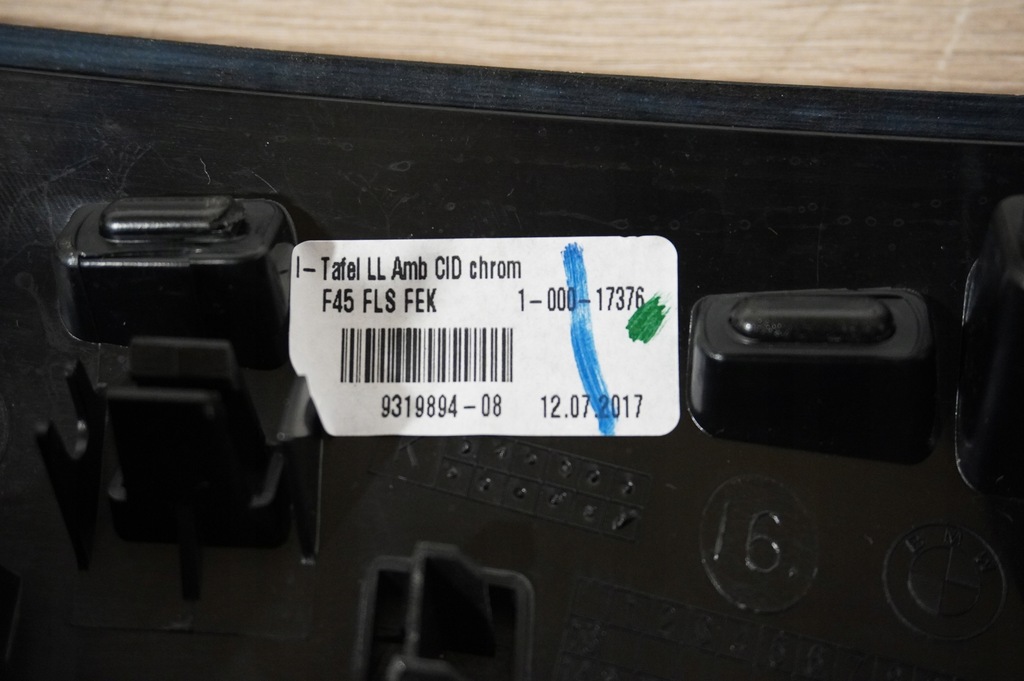 I-Tafel LL Amb CID chrom
F45 FLS FEK 1-000-17376
9319894-08 12.07.2017
16
BMW